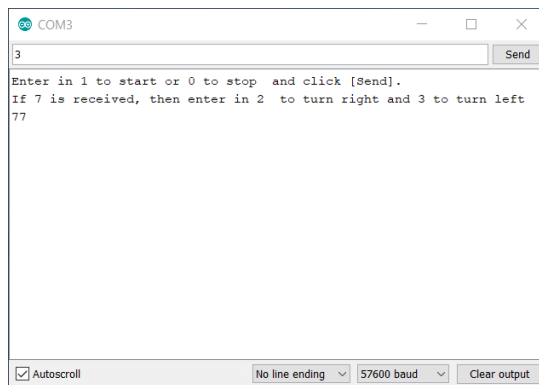 COM3
3
Send
Enter in 1 to start or 0 to stop  and click [Send].
If 7 is received, then enter in 2  to turn right and 3 to turn left
77
Autoscroll
No line ending
57600 baud
Clear output